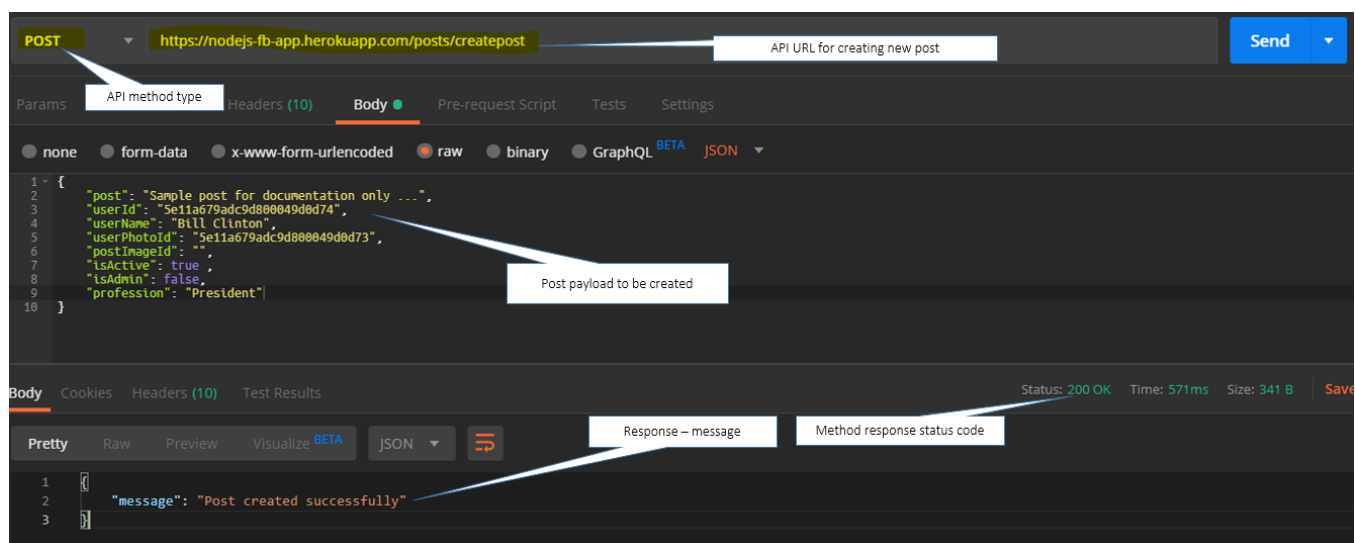 POST https://nodejs-fb-app.herokuapp.com/posts/createpost API URL for creating new post Send
Params API method type Headers (10) Body Pre-request Script Tests Settings
none form-data x-www-form-urlencoded raw binary GraphQL BETA JSON
1 {
2 "post": "Sample post for documentation only ...",
3 "userId": "5e11a679adc9d800049d0d74",
4 "userName": "Bill Clinton",
5 "userPhotoId": "5e11a679adc9d800049d0d73",
6 "postImageId": "",
7 "isActive": true ,
8 "isAdmin": false,
9 "profession": "President"
10 }
Post payload to be created
Body Cookies Headers (10) Test Results Status: 200 OK Time: 571ms Size: 341 B Save
Pretty Raw Preview Visualize BETA JSON Response – message Method response status code
1 {
2 "message": "Post created successfully"
3 }